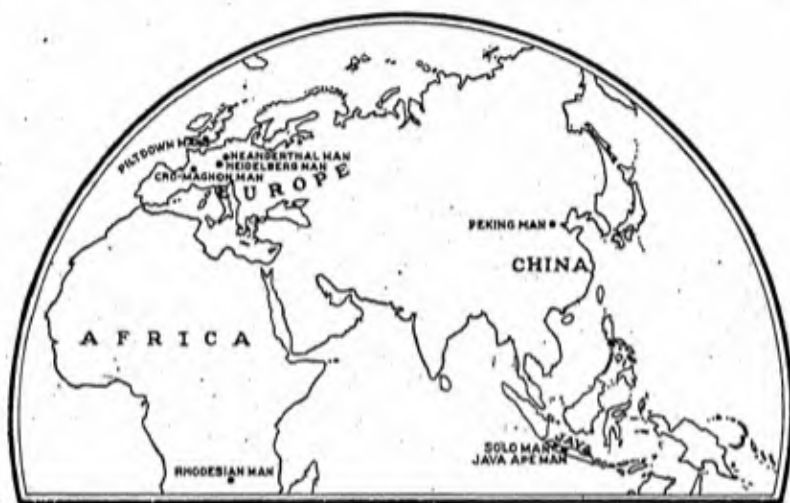 PILTDOWN MAN
NEANDERTHAL MAN
HEIDELBERG MAN
CRO-MAGNON MAN
EUROPE
PEKING MAN
CHINA
AFRICA
JAVA
SOLO MAN
JAVA APE MAN
RHODESIAN MAN